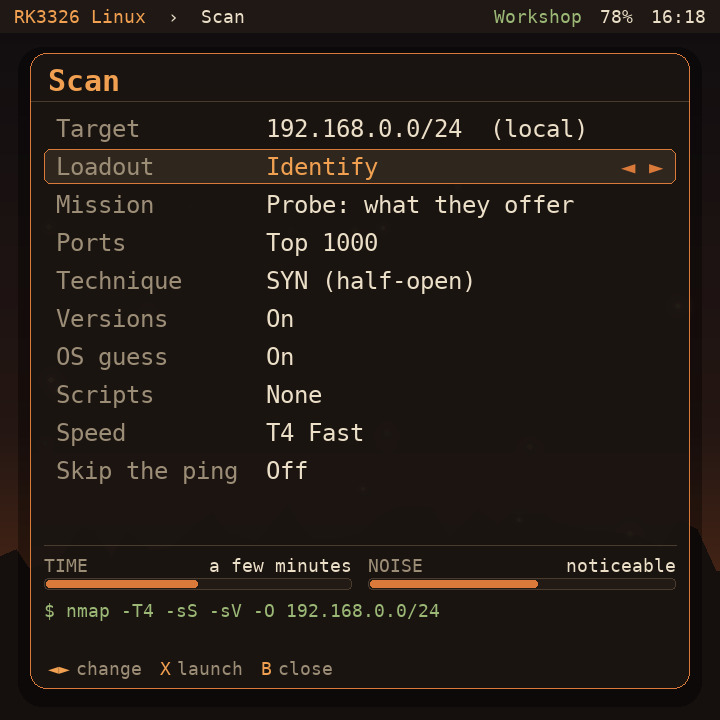 RK3326 Linux › Scan Workshop 78% 16:18
Scan
Target 192.168.0.0/24 (local)
Loadout Identify ◄ ►
Mission Probe: what they offer
Ports Top 1000
Technique SYN (half-open)
Versions On
OS guess On
Scripts None
Speed T4 Fast
Skip the ping Off
TIME a few minutes NOISE noticeable
$ nmap -T4 -sS -sV -O 192.168.0.0/24
◄► change X launch B close